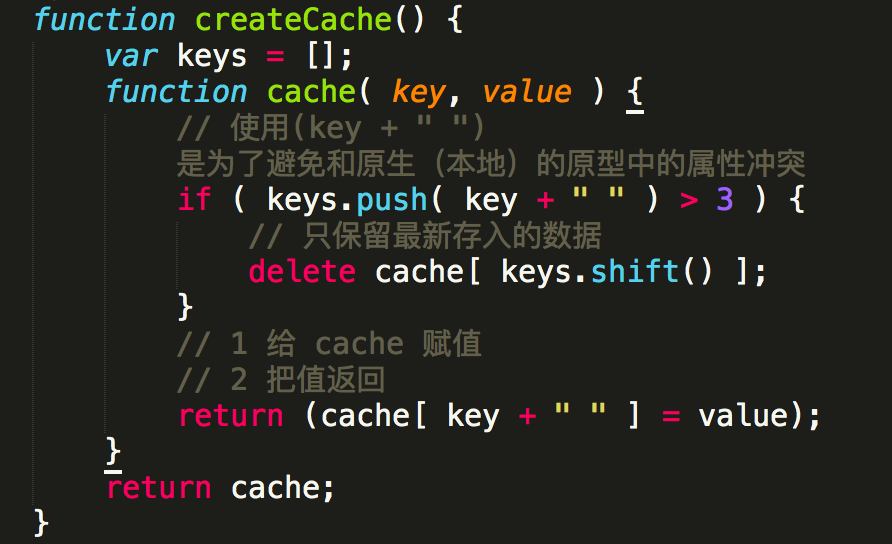 function createCache() {
    var keys = [];
    function cache( key, value ) {
        // 使用(key + " ")
        是为了避免和原生（本地）的原型中的属性冲突
        if ( keys.push( key + " " ) > 3 ) {
            // 只保留最新存入的数据
            delete cache[ keys.shift() ];
        }
        // 1 给 cache 赋值
        // 2 把值返回
        return (cache[ key + " " ] = value);
    }
    return cache;
}